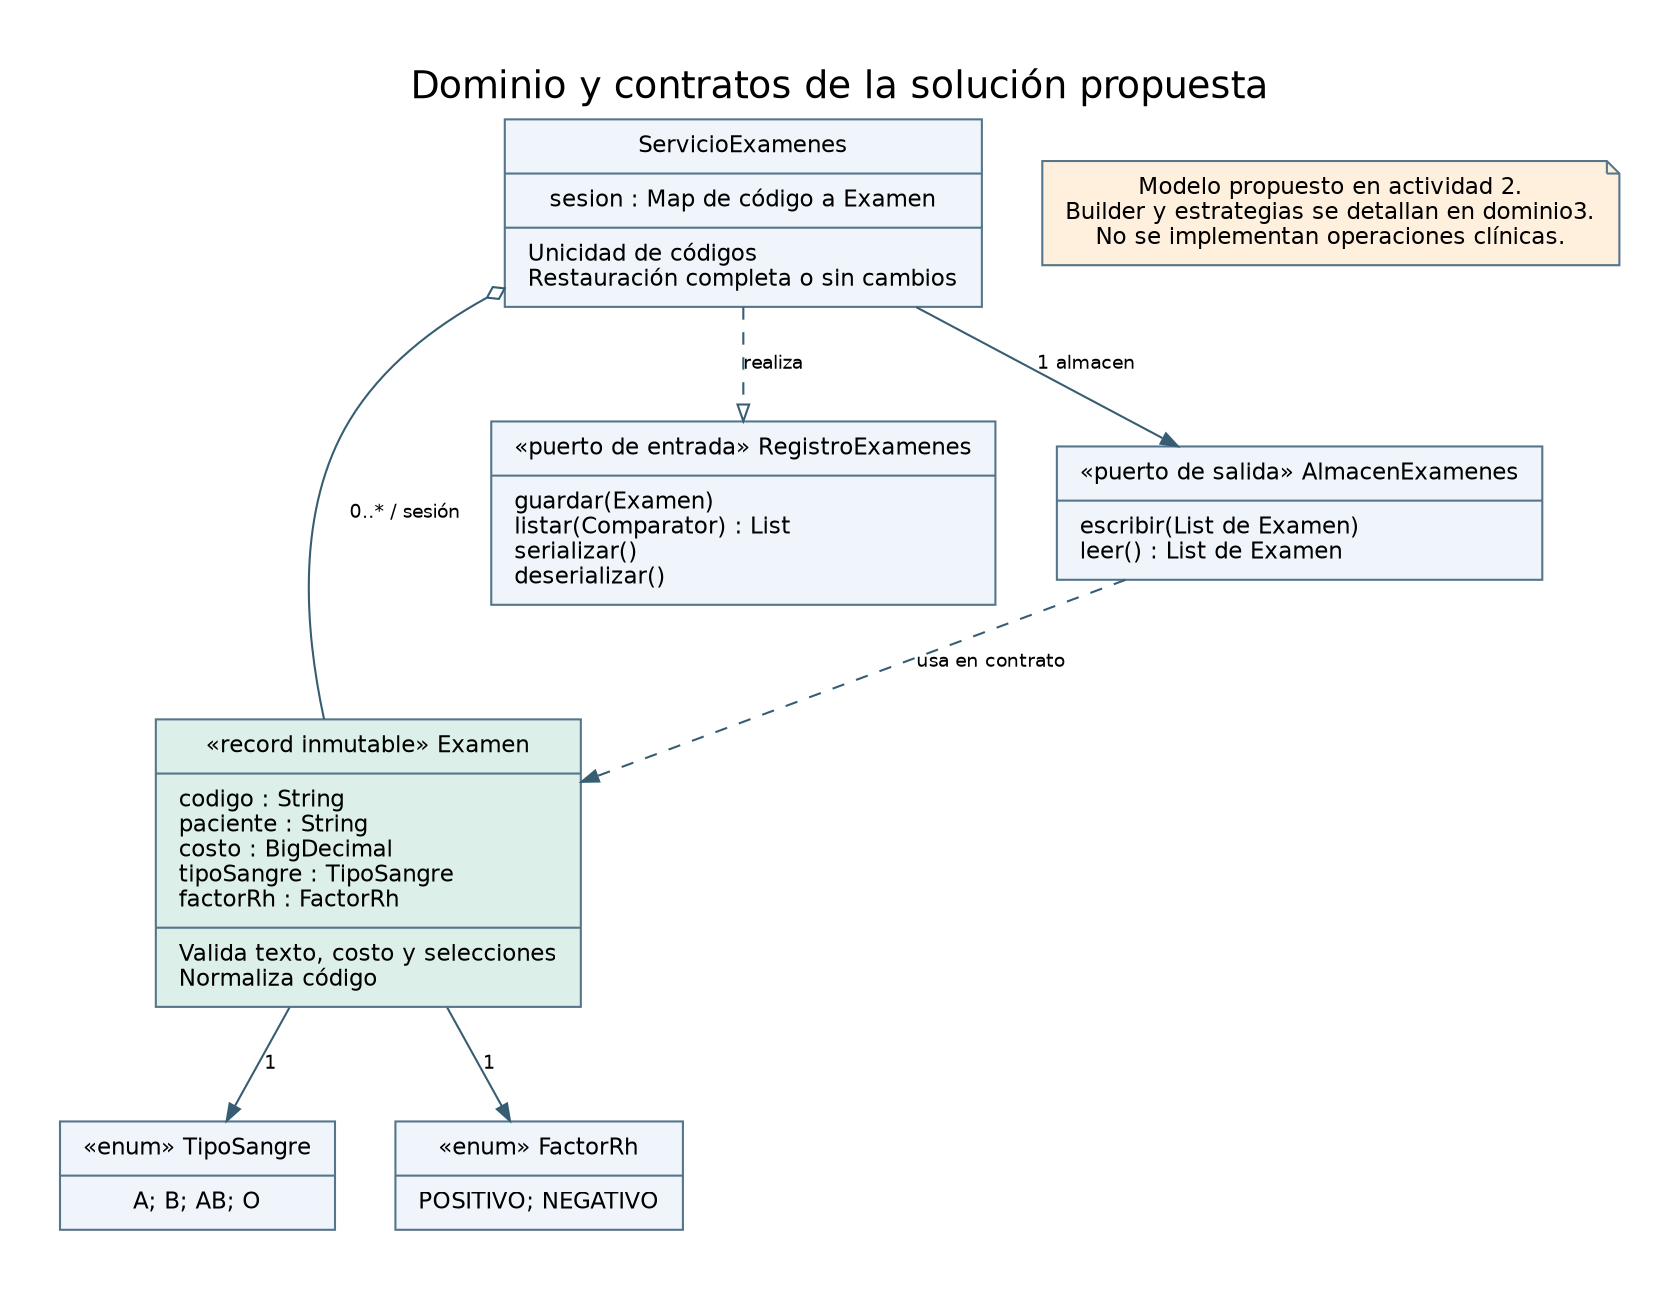 Dominio y contratos de la solución propuesta
ServicioExamenes
sesion : Map de código a Examen
Unicidad de códigos
Restauración completa o sin cambios
Modelo propuesto en actividad 2.
Builder y estrategias se detallan en dominio3.
No se implementan operaciones clínicas.
realiza
1 almacen
0..* / sesión
«puerto de entrada» RegistroExamenes
guardar(Examen)
listar(Comparator) : List
serializar()
deserializar()
«puerto de salida» AlmacenExamenes
escribir(List de Examen)
leer() : List de Examen
usa en contrato
«record inmutable» Examen
codigo : String
paciente : String
costo : BigDecimal
tipoSangre : TipoSangre
factorRh : FactorRh
Valida texto, costo y selecciones
Normaliza código
1
1
«enum» TipoSangre
A; B; AB; O
«enum» FactorRh
POSITIVO; NEGATIVO